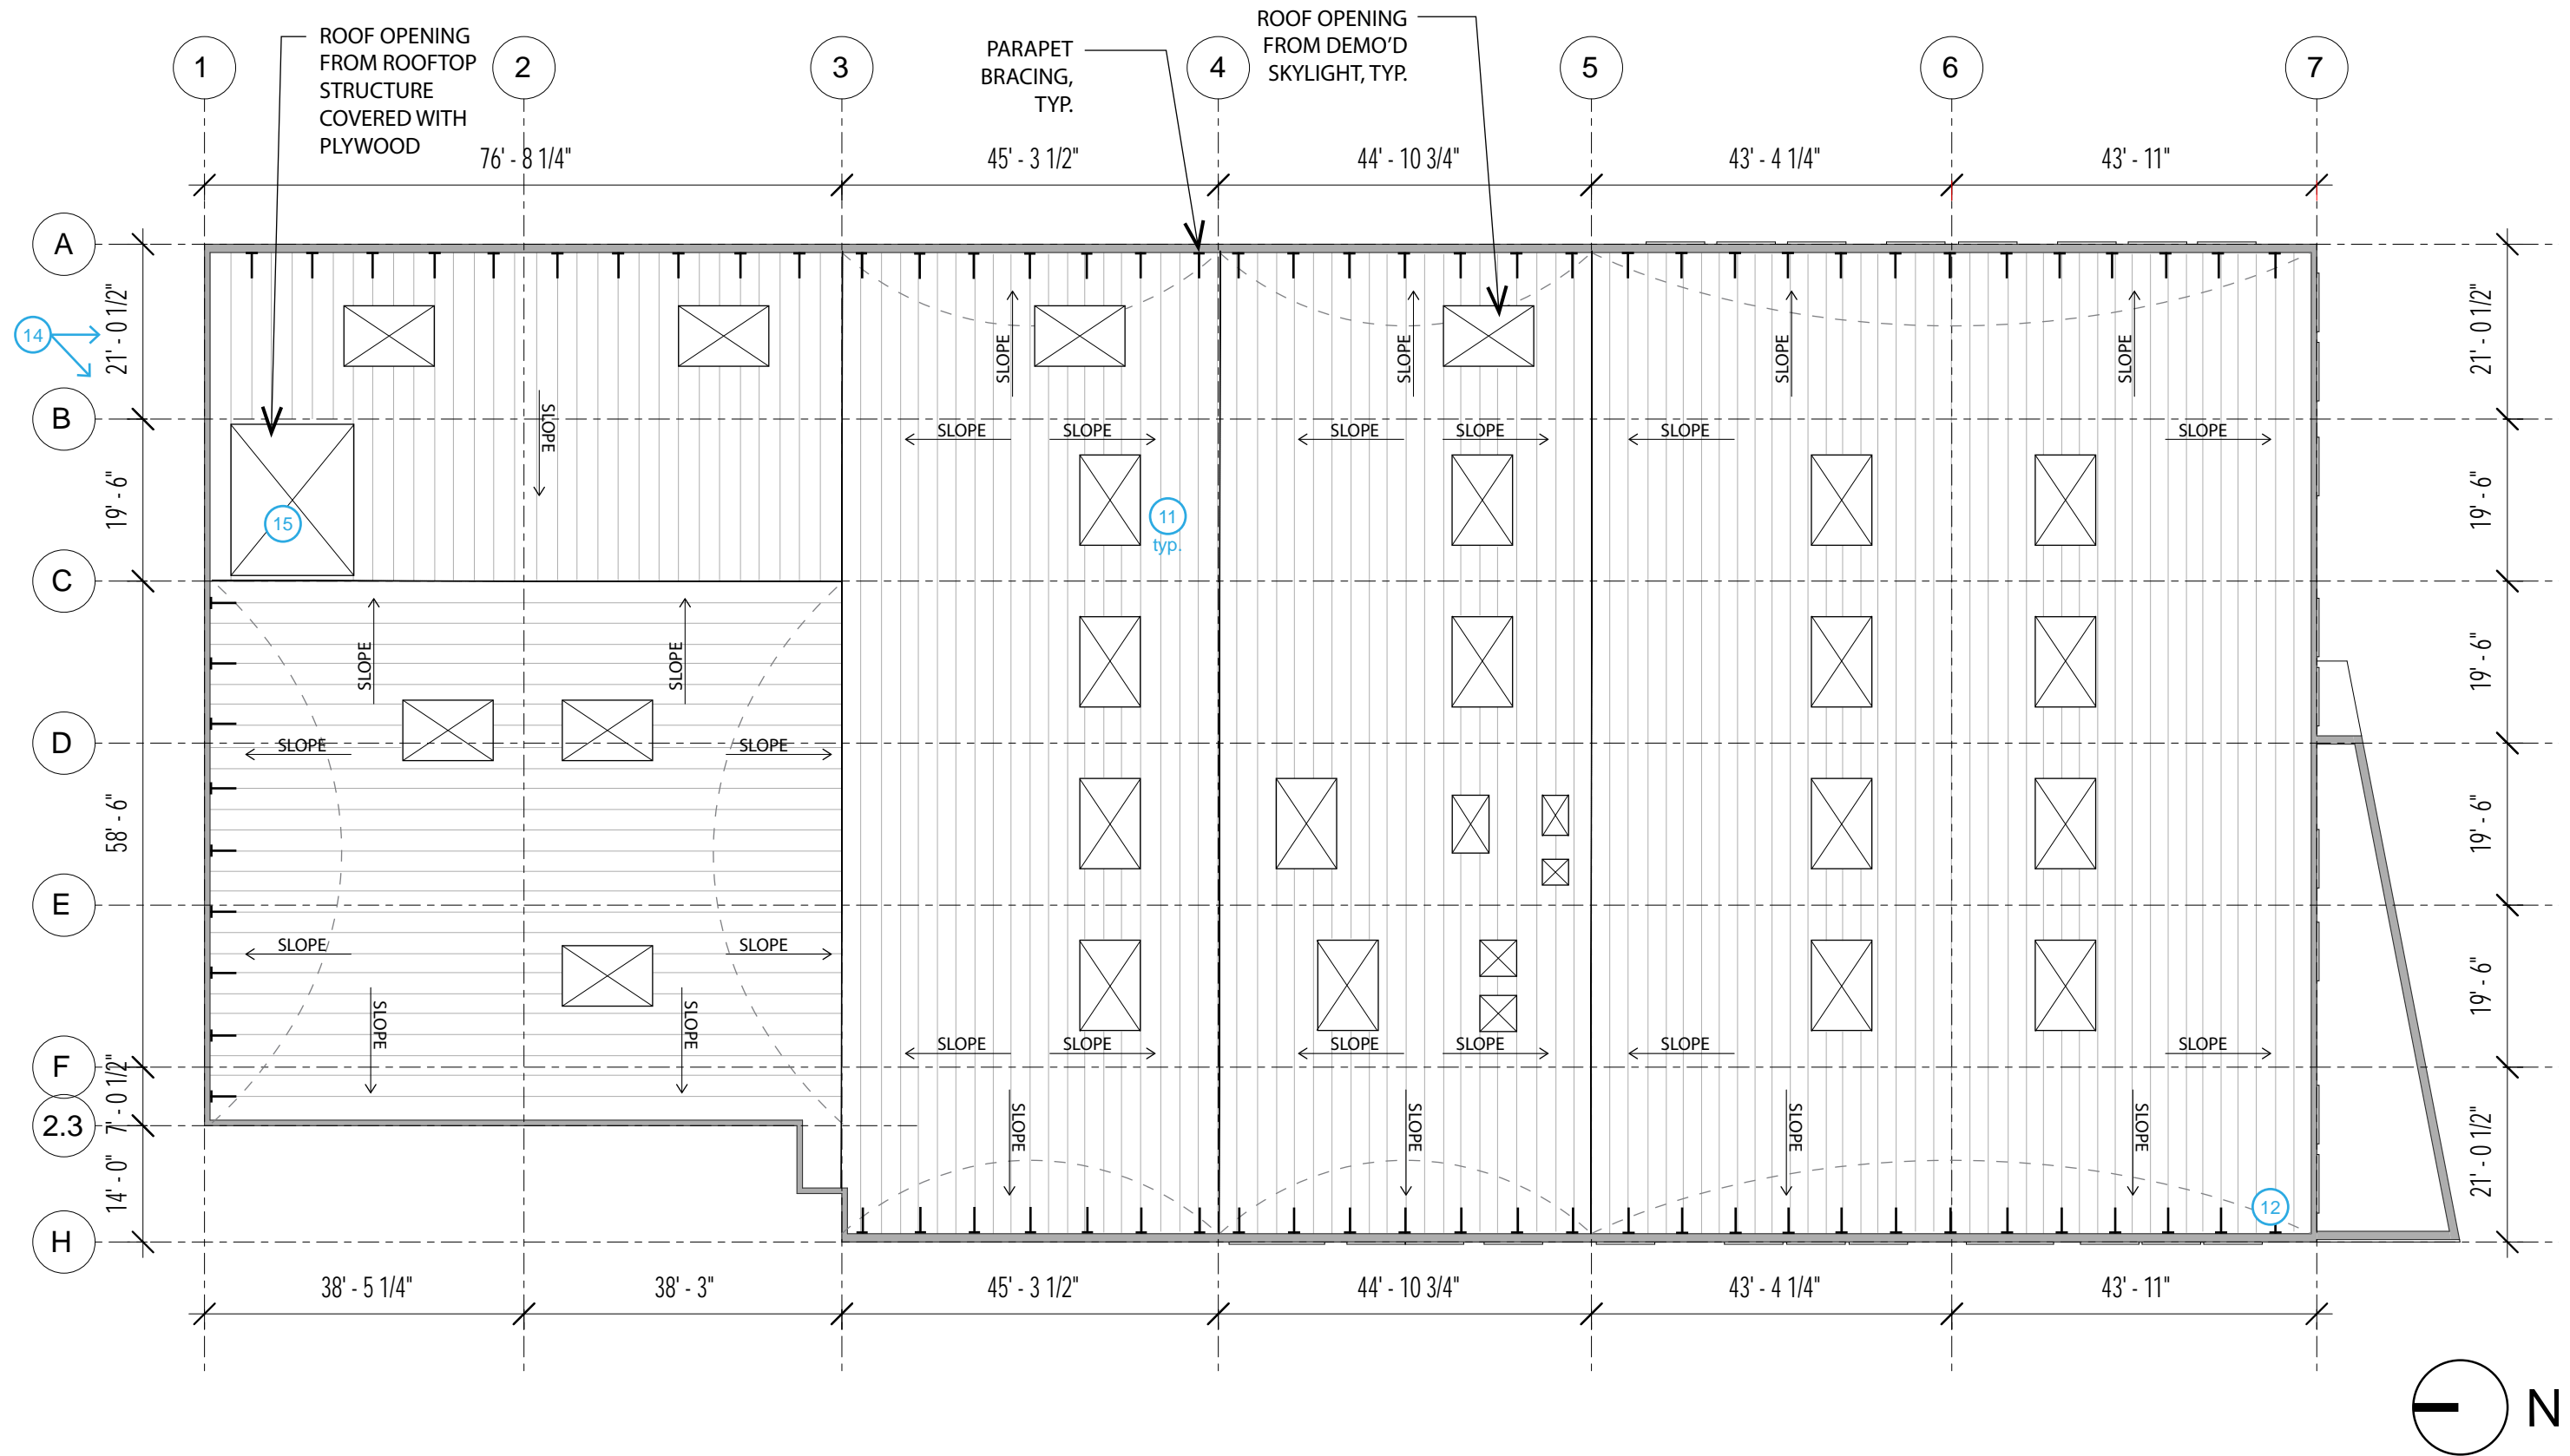 ROOF OPENING
FROM ROOFTOP
STRUCTURE
COVERED WITH
PLYWOOD
PARAPET
BRACING,
TYP.
ROOF OPENING
FROM DEMO'D
SKYLIGHT, TYP.
1
2
3
4
5
6
7
76' - 8 1/4"
45' - 3 1/2"
44' - 10 3/4"
43' - 4 1/4"
43' - 11"
A
21' - 0 1/2"
21' - 0 1/2"
14
SLOPE
SLOPE
SLOPE
SLOPE
B
SLOPE
SLOPE
SLOPE
SLOPE
SLOPE
SLOPE
SLOPE
19' - 6"
19' - 6"
15
11
typ.
C
SLOPE
SLOPE
19' - 6"
D
SLOPE
SLOPE
58' - 6"
19' - 6"
E
SLOPE
SLOPE
19' - 6"
SLOPE
SLOPE
SLOPE
SLOPE
SLOPE
SLOPE
SLOPE
SLOPE
F
7' - 0 1/2"
2.3
SLOPE
SLOPE
SLOPE
SLOPE
14' - 0"
21' - 0 1/2"
12
H
38' - 5 1/4"
38' - 3"
45' - 3 1/2"
44' - 10 3/4"
43' - 4 1/4"
43' - 11"
N